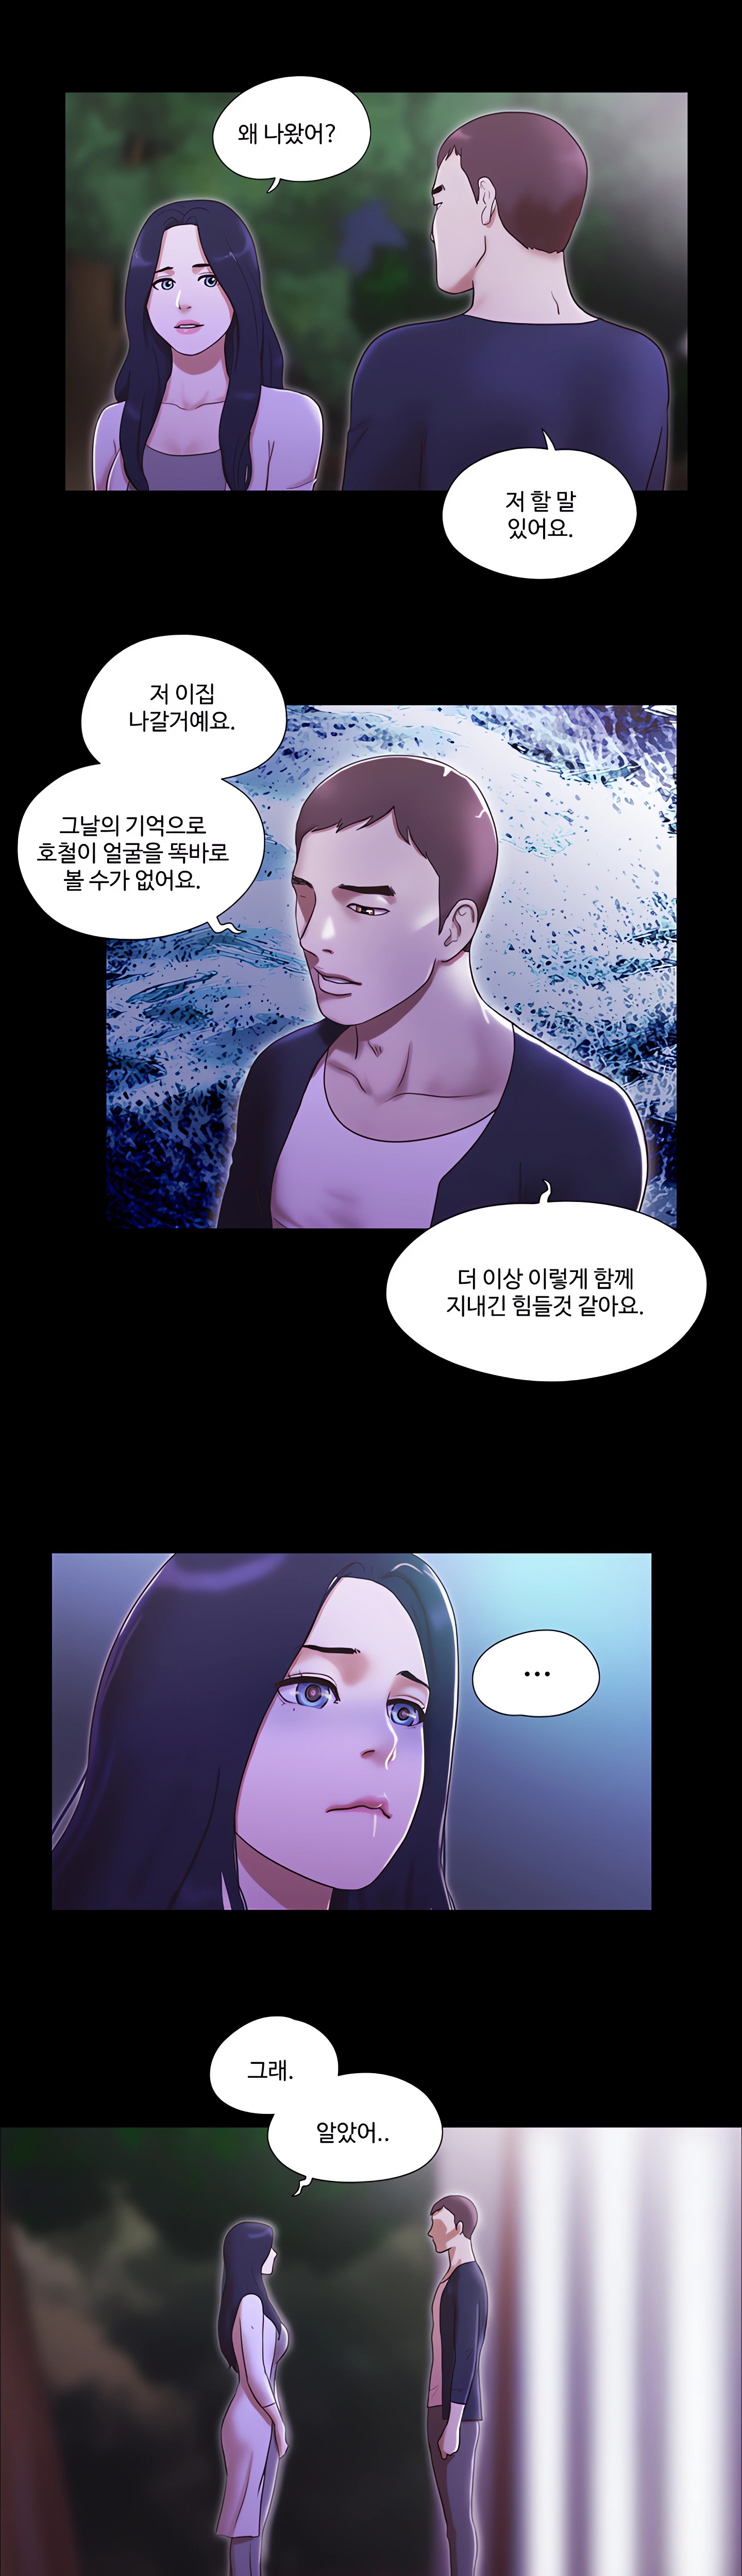 왜 나왔어?
저 할 말
있어요.
저 이집
나갈거예요.
그날의 기억으로
호철이 얼굴을 똑바로
볼 수가 없어요.
더 이상 이렇게 함께
지내긴 힘들것 같아요.
...
그래.
알았어..